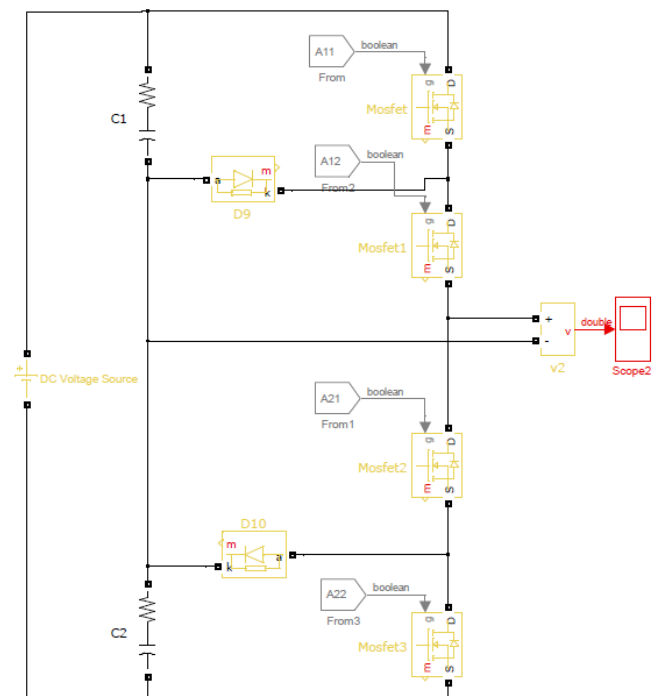 A11
boolean
From
g
D
Mosfet
m
S
C1
A12
boolean
From2
a
m
k
D9
g
D
Mosfet1
m
S
+
-
v
v2
double
Scope2
+
DC Voltage Source
A21
boolean
From1
g
D
Mosfet2
m
S
D10
m
k
a
A22
boolean
From3
g
D
C2
Mosfet3
m
S